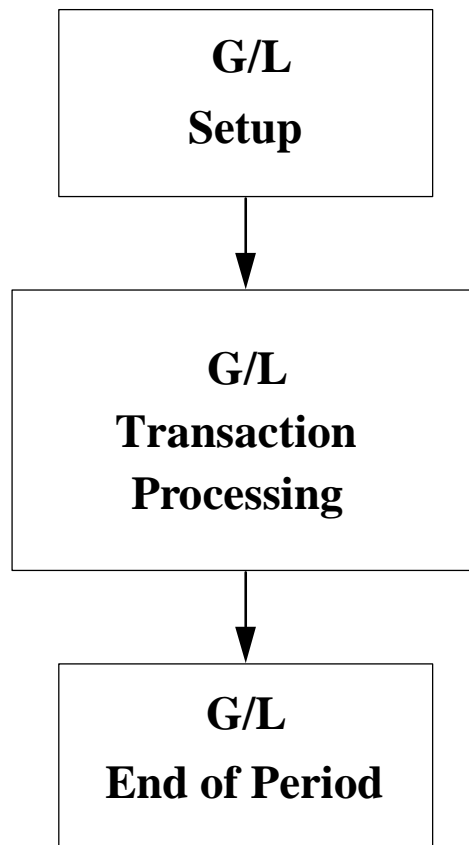 G/L
Setup
G/L
Transaction
Processing
G/L
End of Period